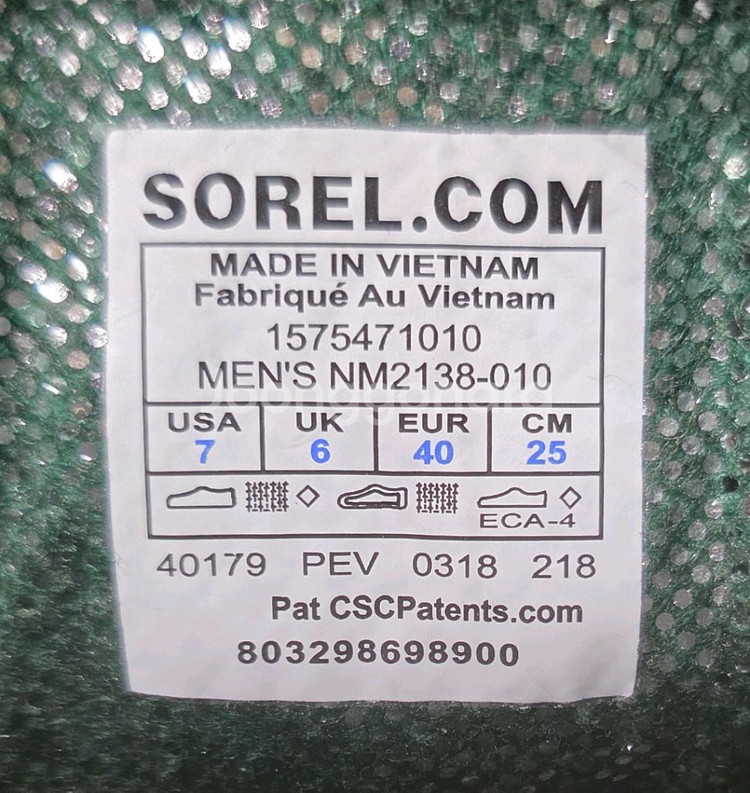 SOREL.COM
MADE IN VIETNAM
Fabriqué Au Vietnam
1575471010
MEN'S NM2138-010
USA UK EUR CM
7 6 40 25
ECA-4
40179 PEV 0318 218
Pat CSCPatents.com
803298698900